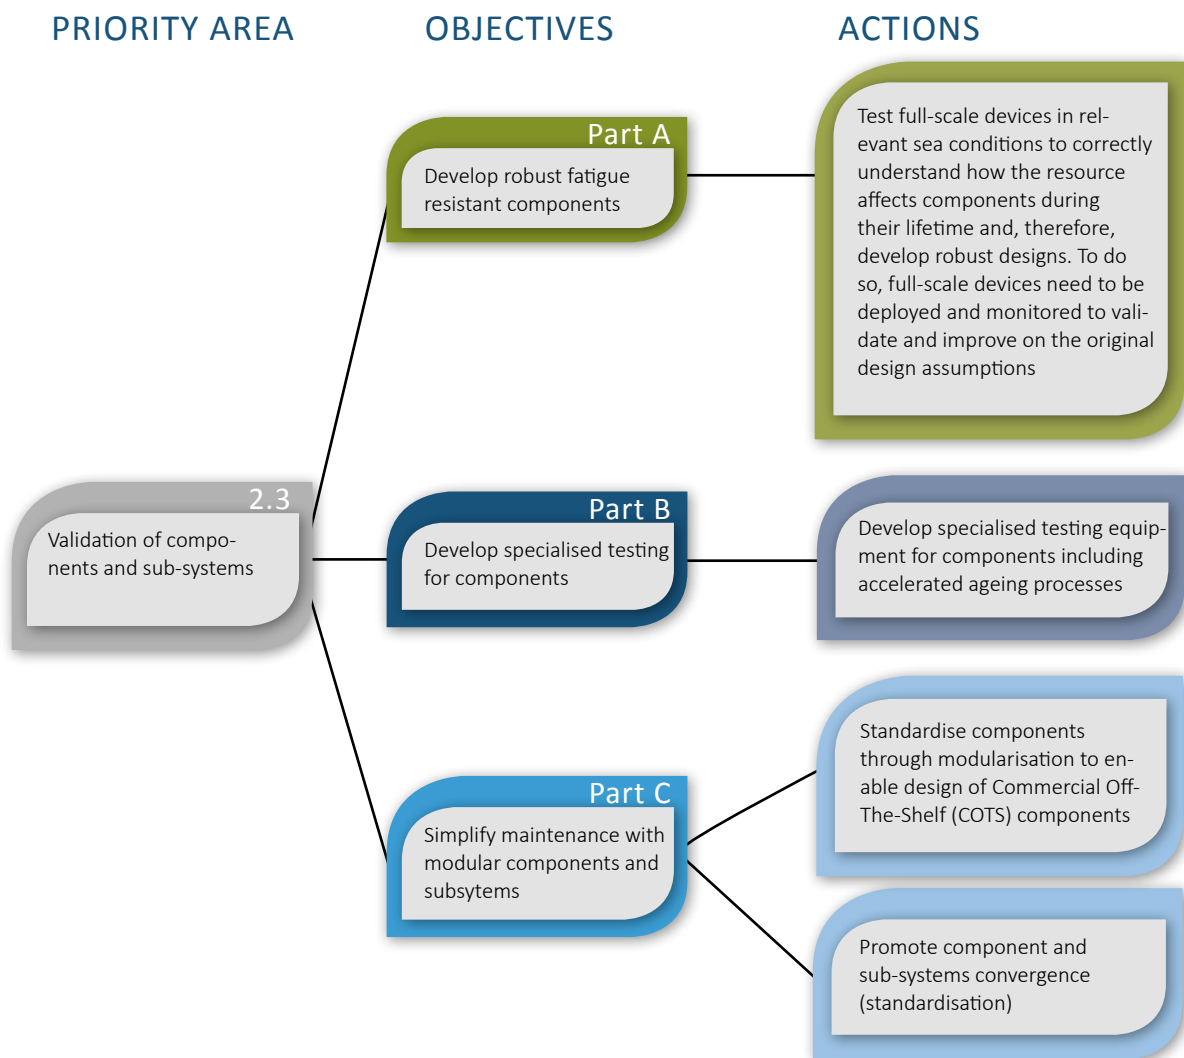 PRIORITY AREA
OBJECTIVES
ACTIONS
2.3
Validation of compo-
nents and sub-systems
Part A
Develop robust fatigue
resistant components
Test full-scale devices in rel-
evant sea conditions to correctly
understand how the resource
affects components during
their lifetime and, therefore,
develop robust designs. To do
so, full-scale devices need to be
deployed and monitored to vali-
date and improve on the original
design assumptions
Part B
Develop specialised testing
for components
Develop specialised testing equip-
ment for components including
accelerated ageing processes
Part C
Simplify maintenance with
modular components and
subsytems
Standardise components
through modularisation to en-
able design of Commercial Off-
The-Shelf (COTS) components
Promote component and
sub-systems convergence
(standardisation)